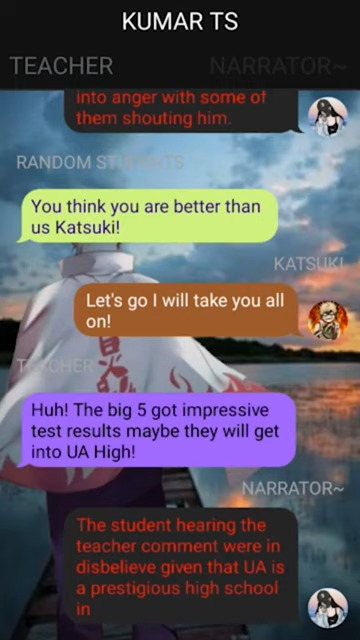 KUMAR TS
TEACHER
NARRATOR~
into anger with some of
them shouting him.
RANDOM STUDENTS
You think you are better than
us Katsuki!
KATSUKI
Let's go I will take you all
on!
TEACHER
Huh! The big 5 got impressive
test results maybe they will get
into UA High!
NARRATOR~
The student hearing the
teacher comment were in
disbelieve given that UA is
a prestigious high school
in